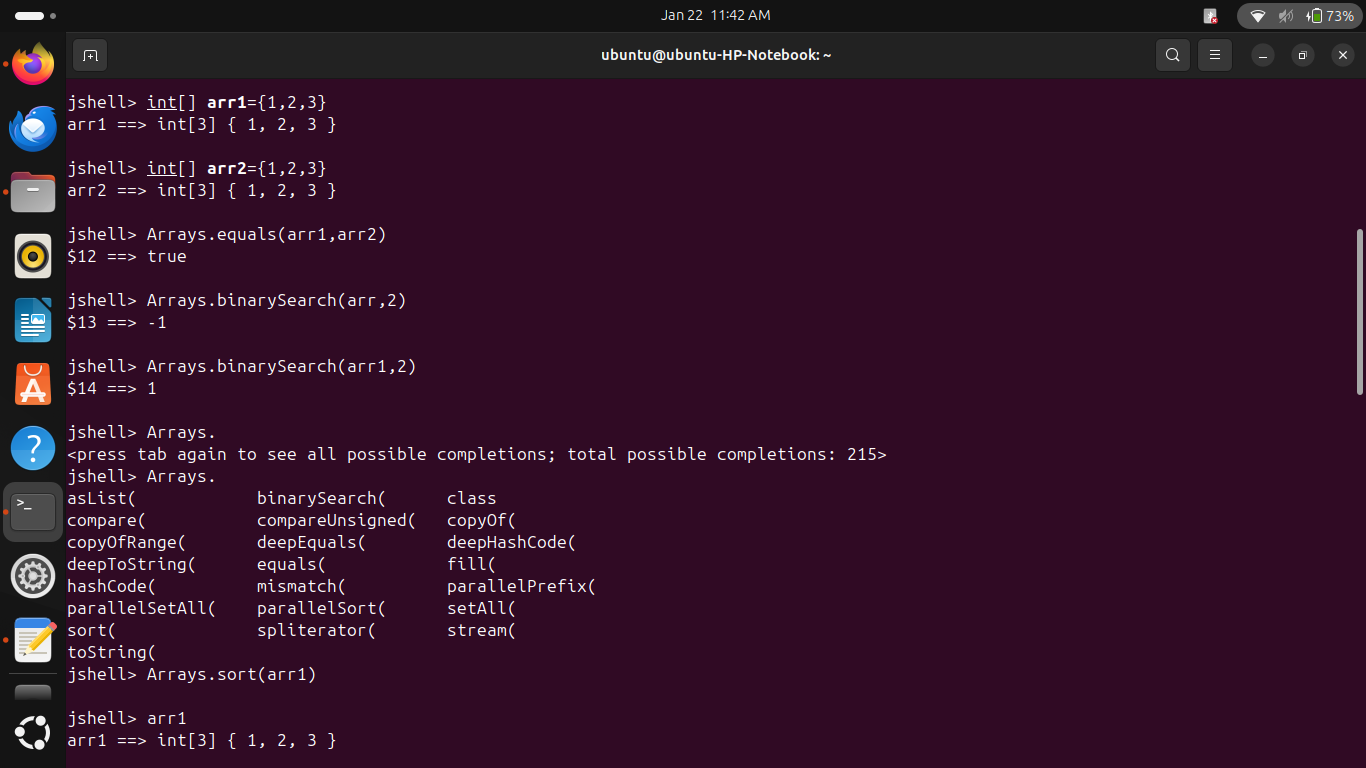 Jan 22 11:42 AM
73%
ubuntu@ubuntu-HP-Notebook: ~
jshell> int[] arr1={1,2,3}
arr1 ==> int[3] { 1, 2, 3 }
jshell> int[] arr2={1,2,3}
arr2 ==> int[3] { 1, 2, 3 }
jshell> Arrays.equals(arr1,arr2)
$12 ==> true
jshell> Arrays.binarySearch(arr,2)
$13 ==> -1
jshell> Arrays.binarySearch(arr1,2)
$14 ==> 1
jshell> Arrays.
<press tab again to see all possible completions; total possible completions: 215>
jshell> Arrays.
asList( binarySearch( class
compare( compareUnsigned( copyOf(
copyOfRange( deepEquals( deepHashCode(
deepToString( equals( fill(
hashCode( mismatch( parallelPrefix(
parallelSetAll( parallelSort( setAll(
sort( spliterator( stream(
toString(
jshell> Arrays.sort(arr1)
jshell> arr1
arr1 ==> int[3] { 1, 2, 3 }